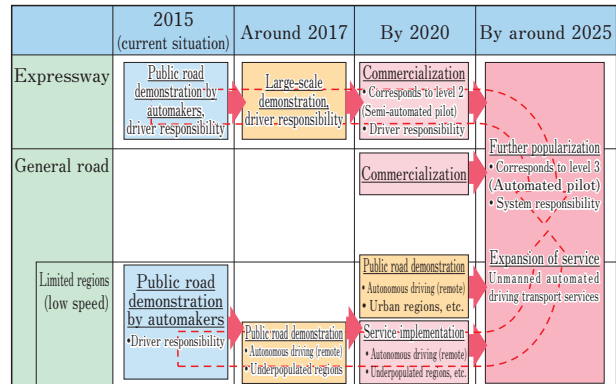 2015
(current situation)
Around 2017
By 2020
By around 2025
Expressway
Public road
demonstration by
automakers,
driver responsibility
Large-scale
demonstration,
driver responsibility
Commercialization
• Corresponds to level 2
(Semi-automated pilot)
• Driver responsibility
General road
Commercialization
Further popularization
• Corresponds to level 3
(Automated pilot)
• System responsibility
Limited regions
(low speed)
Public road
demonstration
by automakers
•Driver responsibility
Public road demonstration
• Autonomous driving (remote)
• Underpopulated regions
Public road demonstration
• Autonomous driving (remote)
• Urban regions, etc.
Service implementation
• Autonomous driving (remote)
• Underpopulated regions, etc.
Expansion of service
Unmanned automated
driving transport services